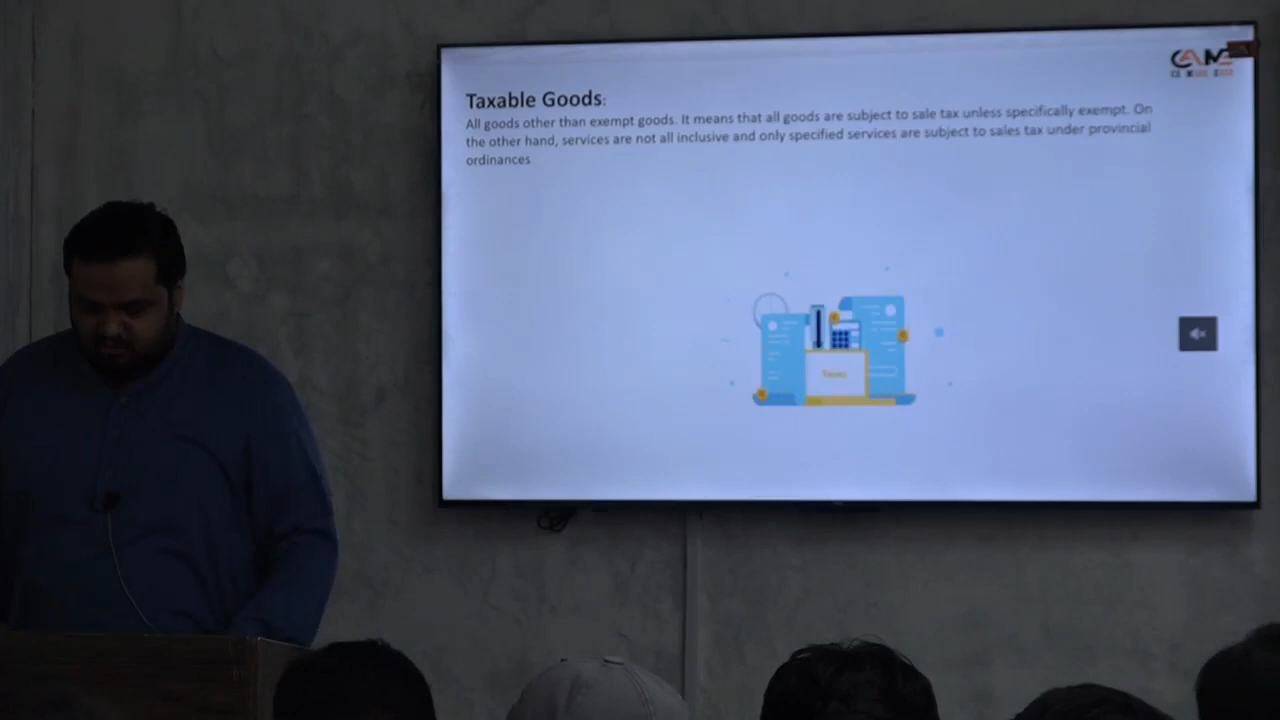 Taxable Goods:
All goods other than exempt goods. It means that all goods are subject to sale tax unless specifically exempt. On
the other hand, services are not all inclusive and only specified services are subject to sales tax under provincial
ordinances
Taxes